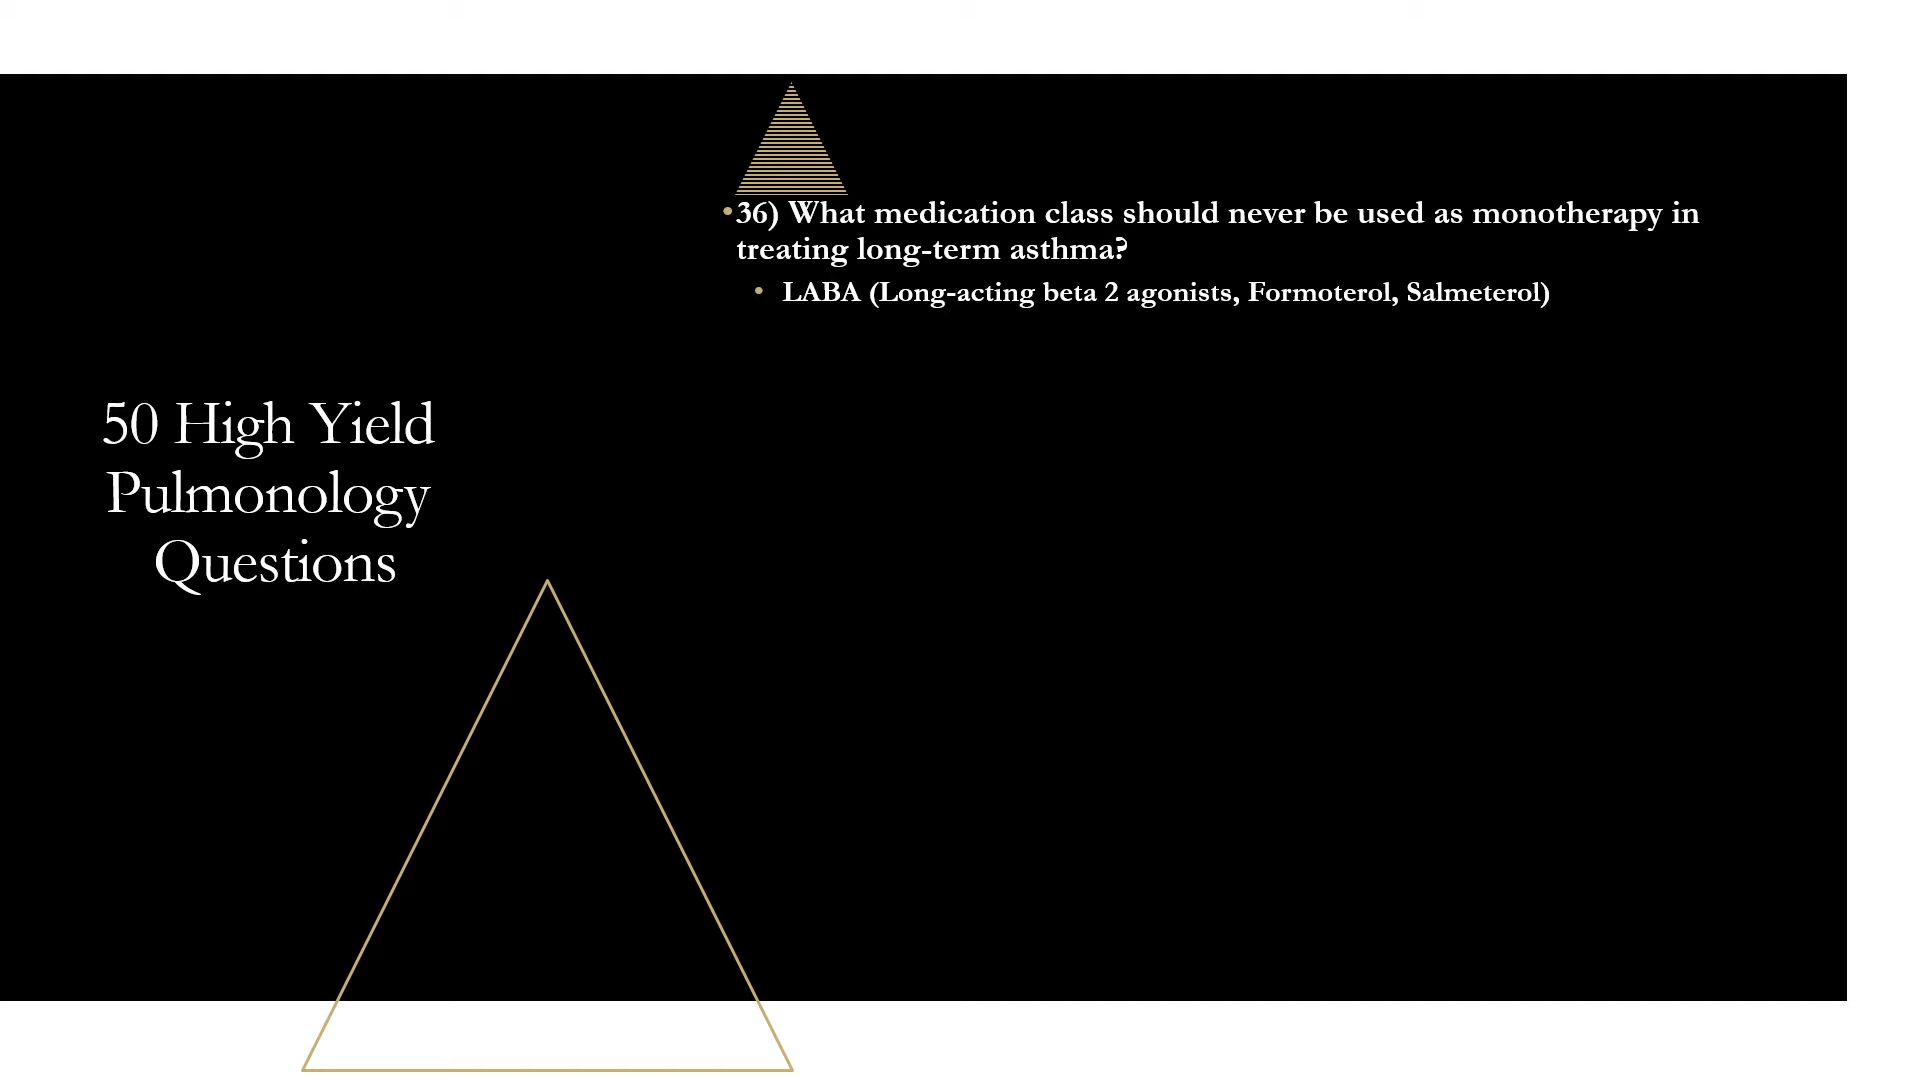 50 High Yield
Pulmonology
Questions
•36) What medication class should never be used as monotherapy in
treating long-term asthma?
• LABA (Long-acting beta 2 agonists, Formoterol, Salmeterol)